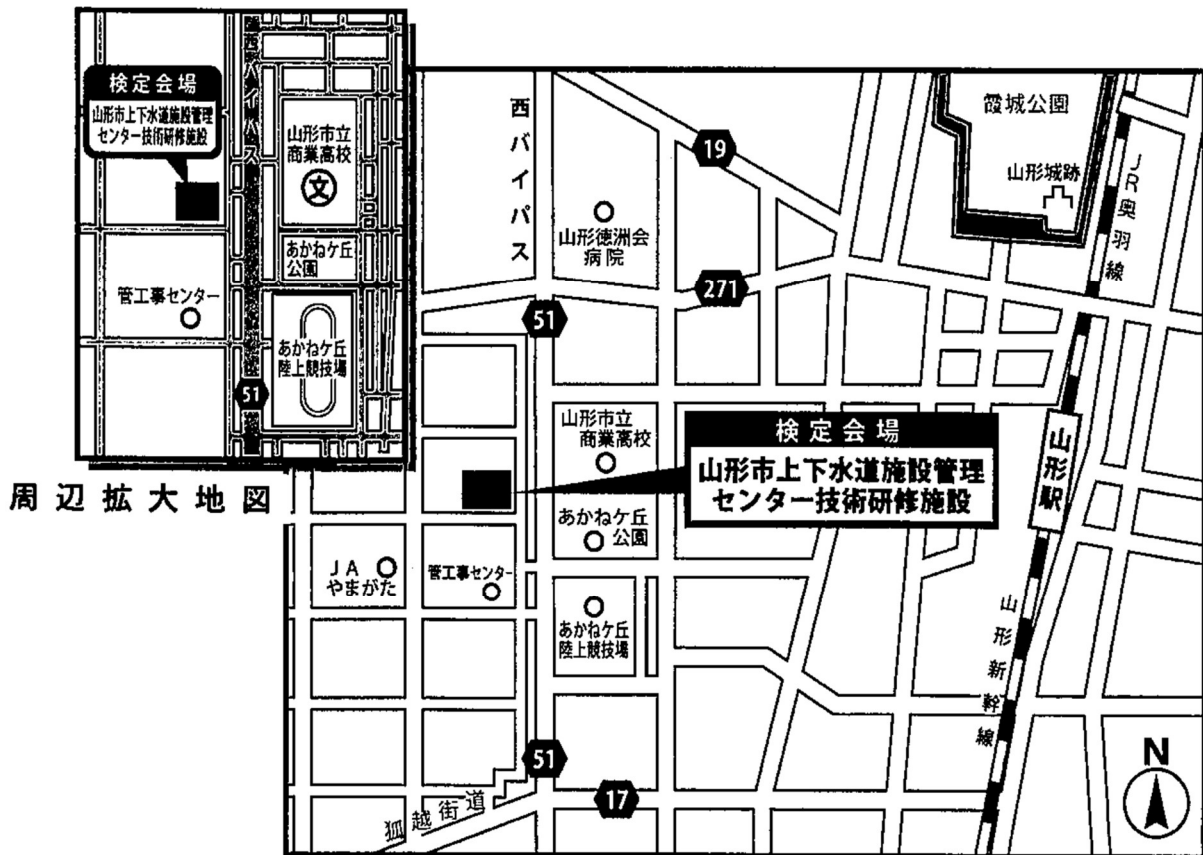 検定会場
山形市上下水道施設管理
センター技術研修施設
西バイパス
山形市立
商業高校
文
あかねケ丘
公園
管工事センター
あかねケ丘
陸上競技場
51
周辺拡大地図
西バイパス
19
霞城公園
山形城跡
JR奥羽線
山形徳洲会
病院
271
51
山形市立
商業高校
検定会場
山形市上下水道施設管理
センター技術研修施設
山形駅
あかねケ丘
公園
JA
やまがた
管工事センター
あかねケ丘
陸上競技場
山形新幹線
51
17
狐越街道
N